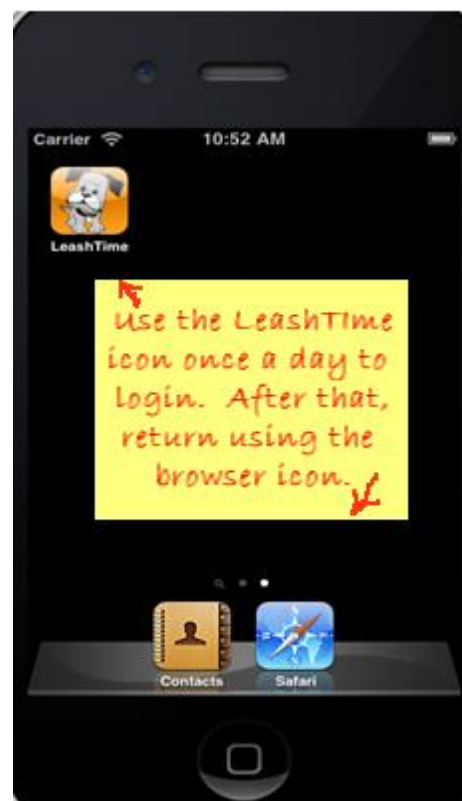 Carrier 10:52 AM
LeashTime
Use the LeashTIme
icon once a day to
login. After that,
return using the
browser icon.
Contacts Safari